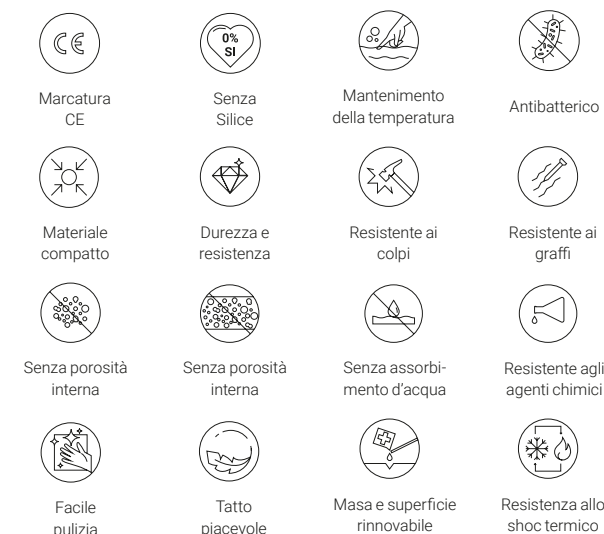 CE
0%
SI
Marcatura
CE
Senza
Silice
Mantenimento
della temperatura
Antibatterico
Materiale
compatto
Durezza e
resistenza
Resistente ai
colpi
Resistente ai
graffi
Senza porosità
interna
Senza porosità
interna
Senza assorbi-
mento d'acqua
Resistente agli
agenti chimici
Facile
pulizia
Tatto
piacevole
Masa e superficie
rinnovabile
Resistenza allo
shoc termico